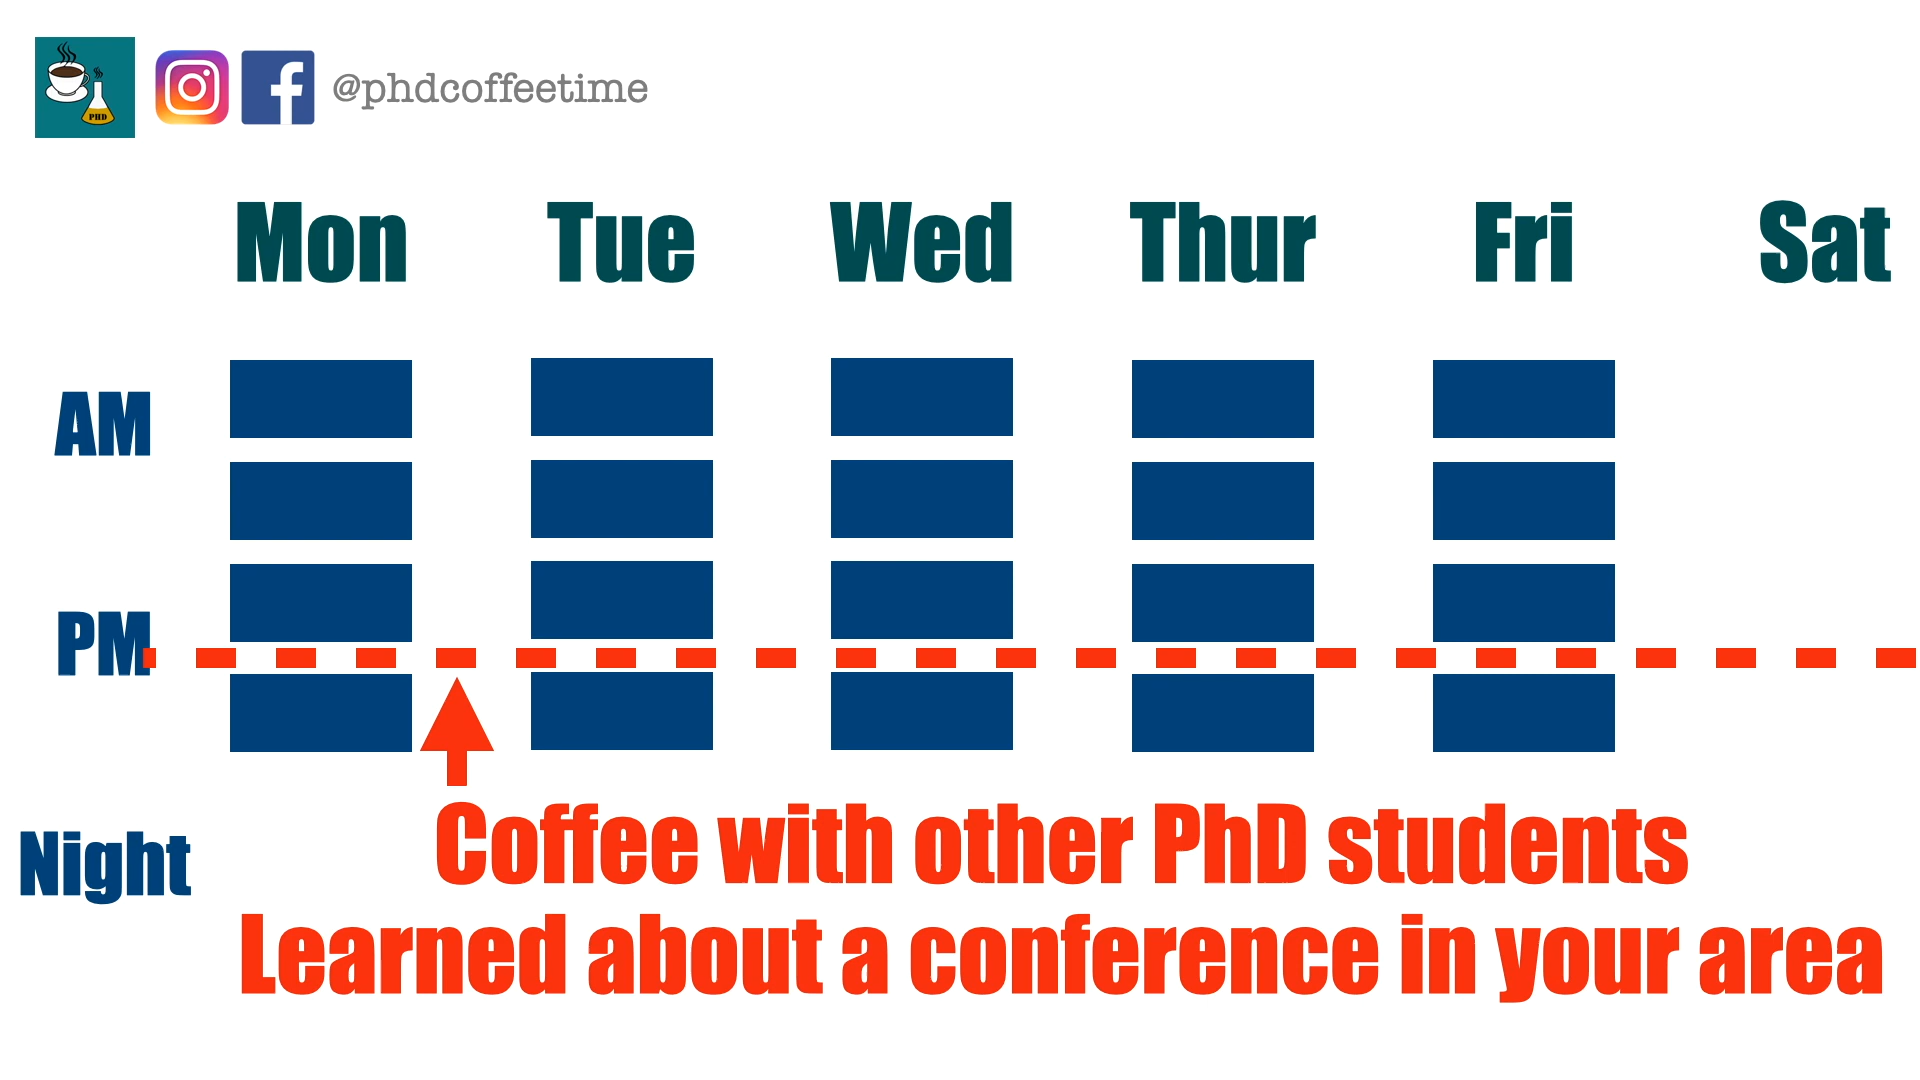 PHD
@phdcoffeetime
Mon Tue Wed Thur Fri Sat
AM
PM
Night
Coffee with other PhD students
Learned about a conference in your area